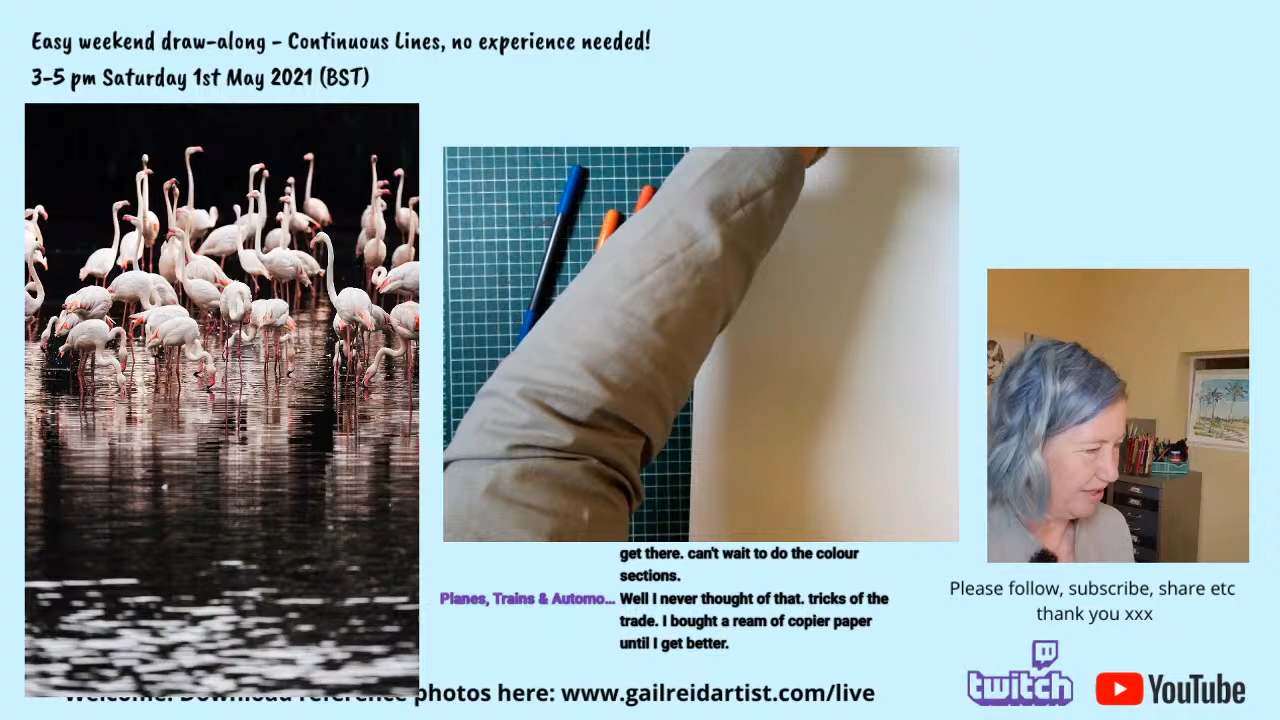 Easy weekend draw-along - Continuous Lines, no experience needed!
3-5 pm Saturday 1st May 2021 (BST)
get there. can't wait to do the colour
sections.
Planes, Trains & Automo... Well I never thought of that. tricks of the
trade. I bought a ream of copier paper
until I get better.
Please follow, subscribe, share etc
thank you xxx
Welcome! Download reference photos here: www.gailreidartist.com/live
twitch
YouTube